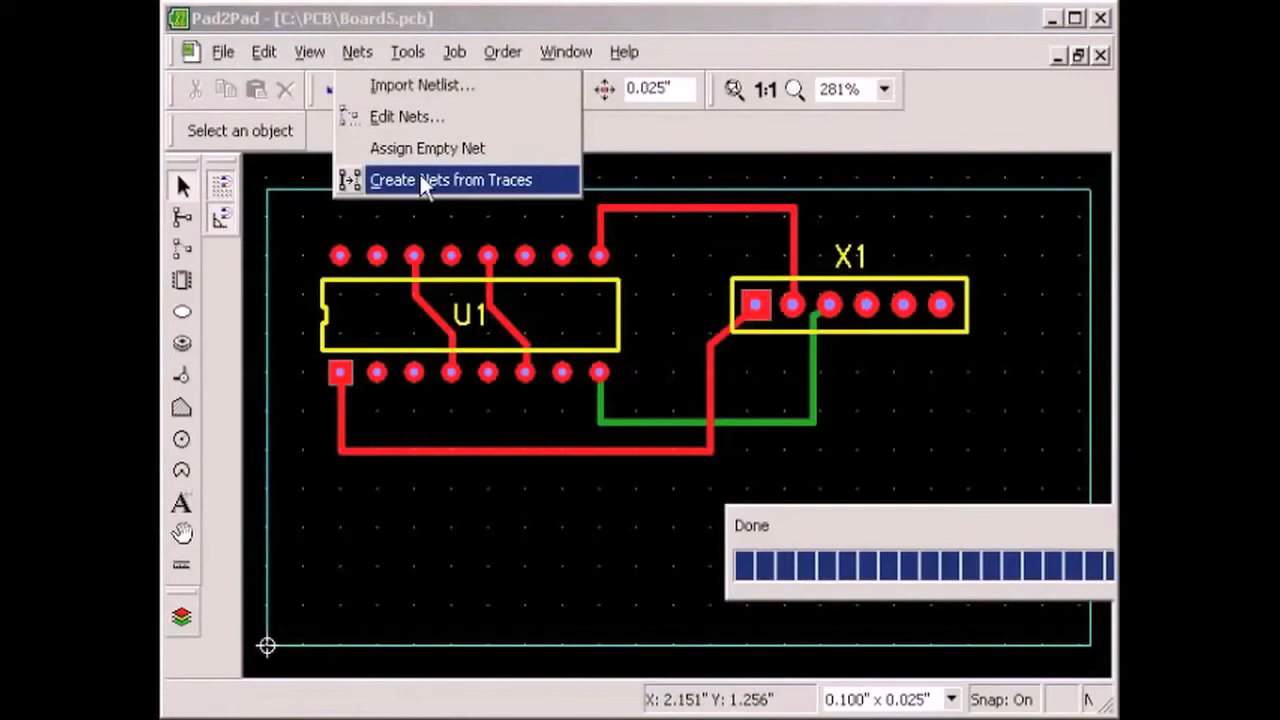 Pad2Pad - [C:\PCB\Board5.pcb]
File Edit View Nets Tools Job Order Window Help
Import Netlist...
0.025" 1:1 281%
Edit Nets...
Select an object
Assign Empty Net
Create Nets from Traces
X1
U1
Done
X: 2.151" Y: 1.256" 0.100" x 0.025" Snap: On